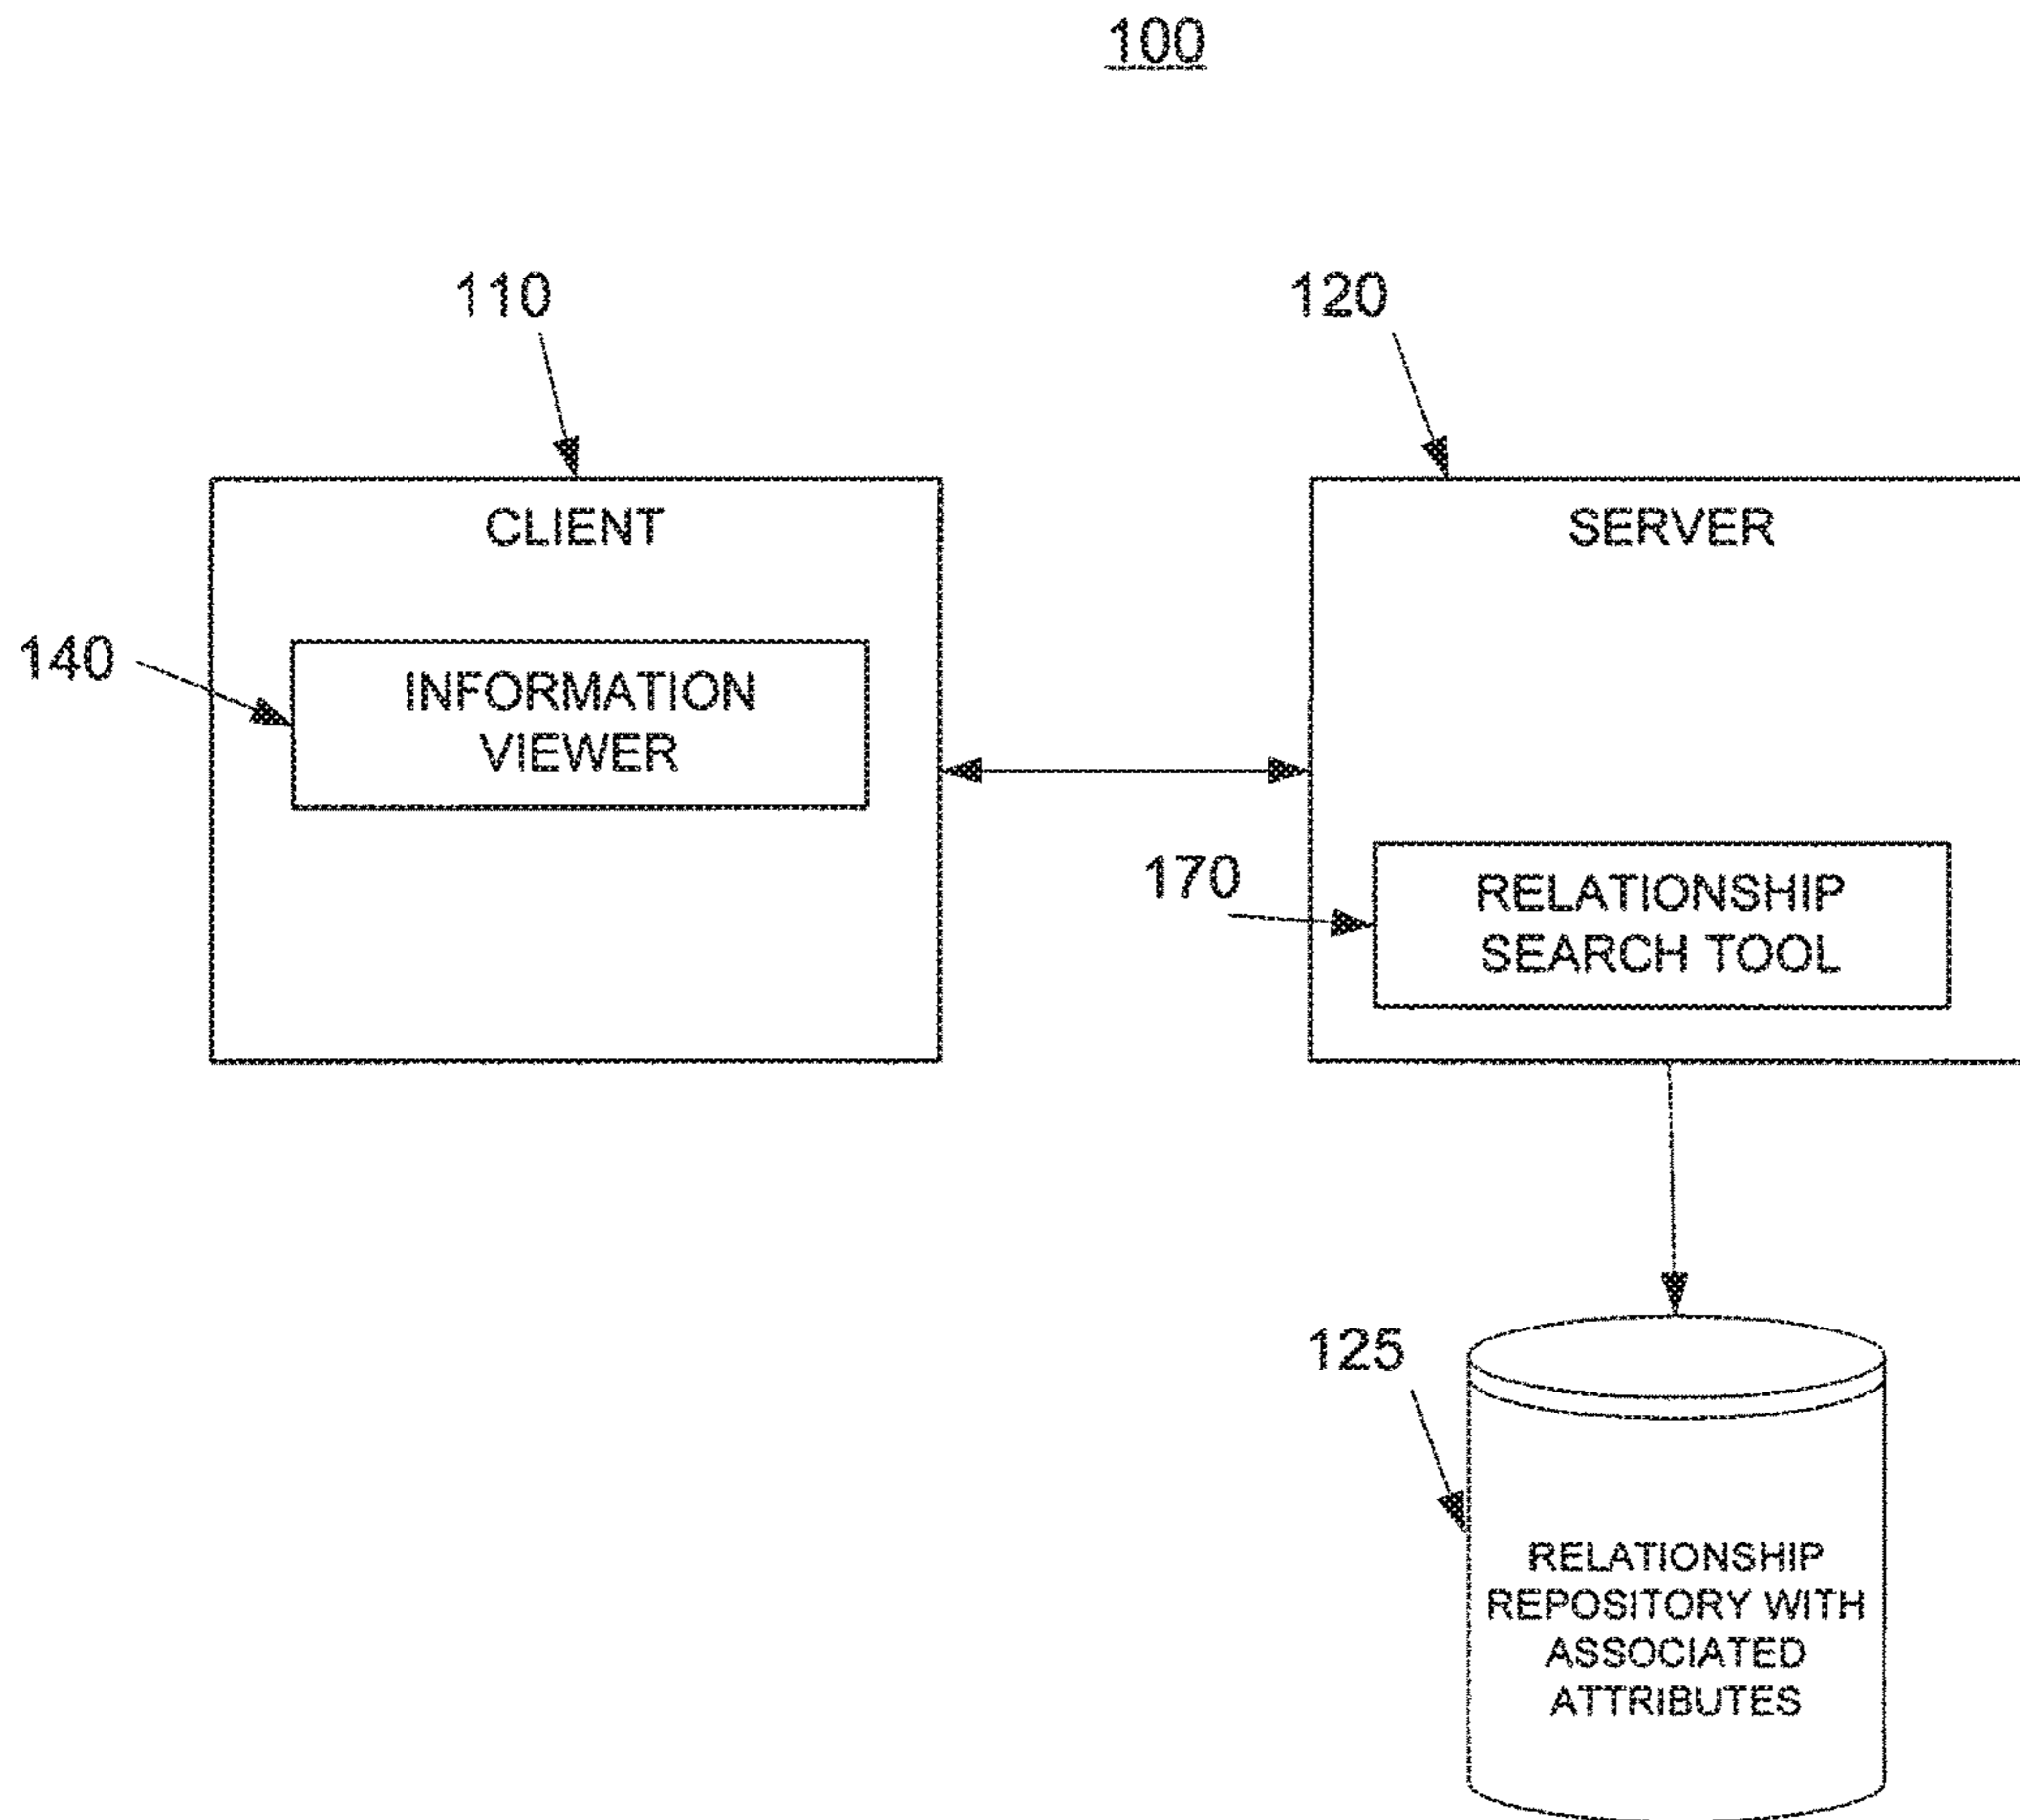 100
110
120
CLIENT
SERVER
140
INFORMATION
VIEWER
170
RELATIONSHIP
SEARCH TOOL
125
RELATIONSHIP
REPOSITORY WITH
ASSOCIATED
ATTRIBUTES